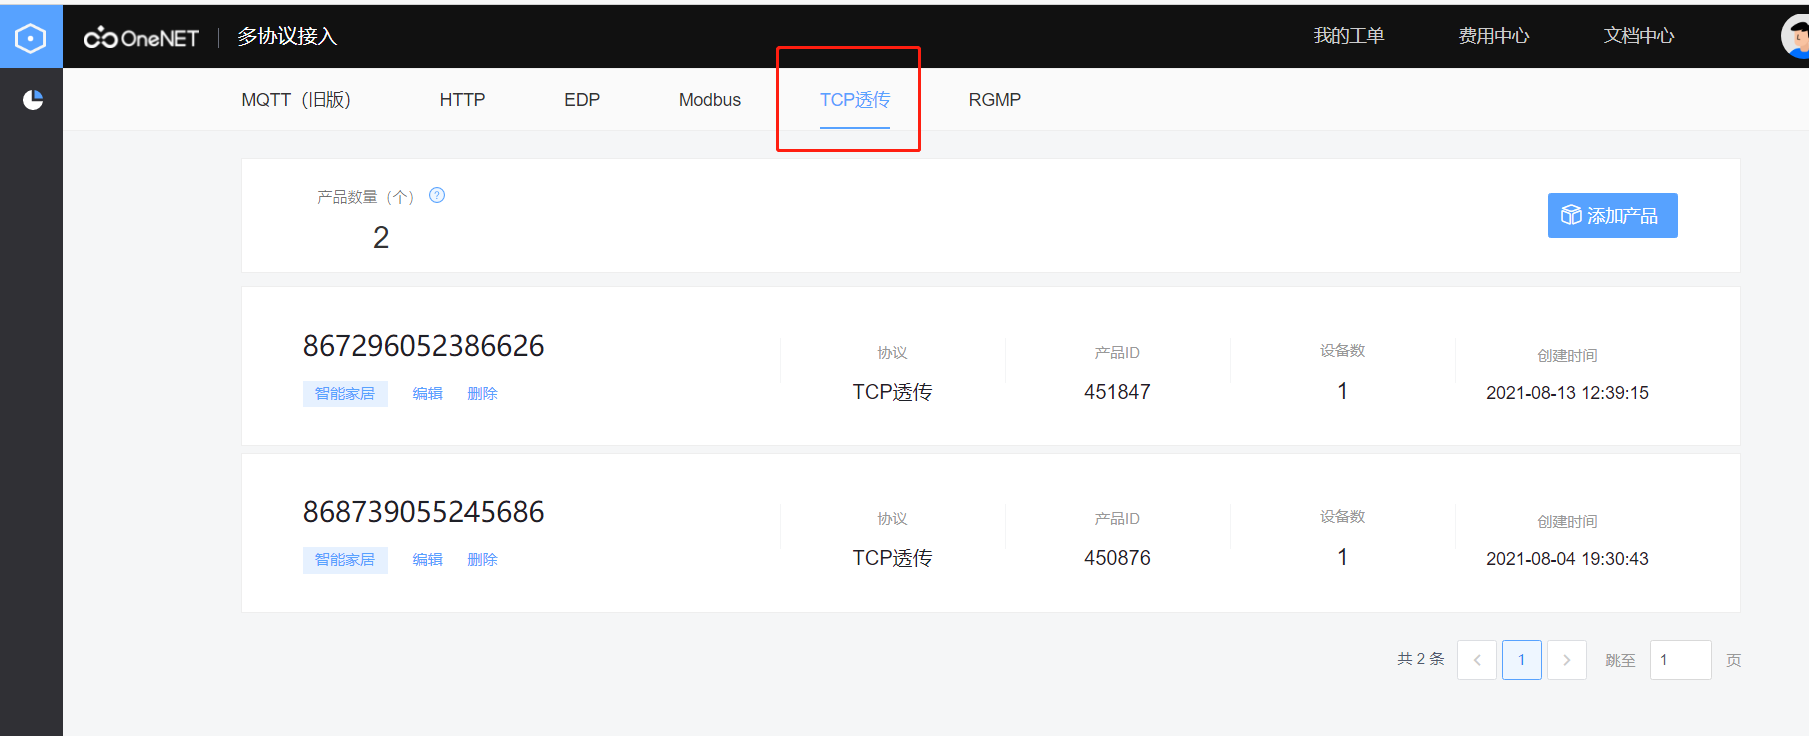 OneNET 多协议接入 我的工单 费用中心 文档中心
MQTT（旧版） HTTP EDP Modbus TCP透传 RGMP
产品数量（个） ?
2
添加产品
867296052386626
智能家居 编辑 删除
协议
TCP透传
产品ID
451847
设备数
1
创建时间
2021-08-13 12:39:15
868739055245686
智能家居 编辑 删除
协议
TCP透传
产品ID
450876
设备数
1
创建时间
2021-08-04 19:30:43
共 2 条 < 1 > 跳至 1 页